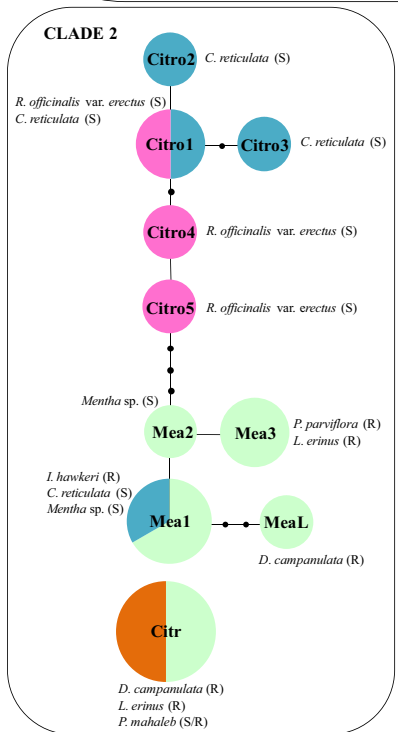 CLADE 2
Citro2
C. reticulata (S)
R. officinalis var. erectus (S)
C. reticulata (S)
Citro1
Citro3
C. reticulata (S)
Citro4
R. officinalis var. erectus (S)
Citro5
R. officinalis var. erectus (S)
Mentha sp. (S)
Mea2
Mea3
P. parviflora (R)
L. erinus (R)
I. hawkeri (R)
C. reticulata (S)
Mentha sp. (S)
Mea1
MeaL
D. campanulata (R)
Citr
D. campanulata (R)
L. erinus (R)
P. mahaleb (S/R)